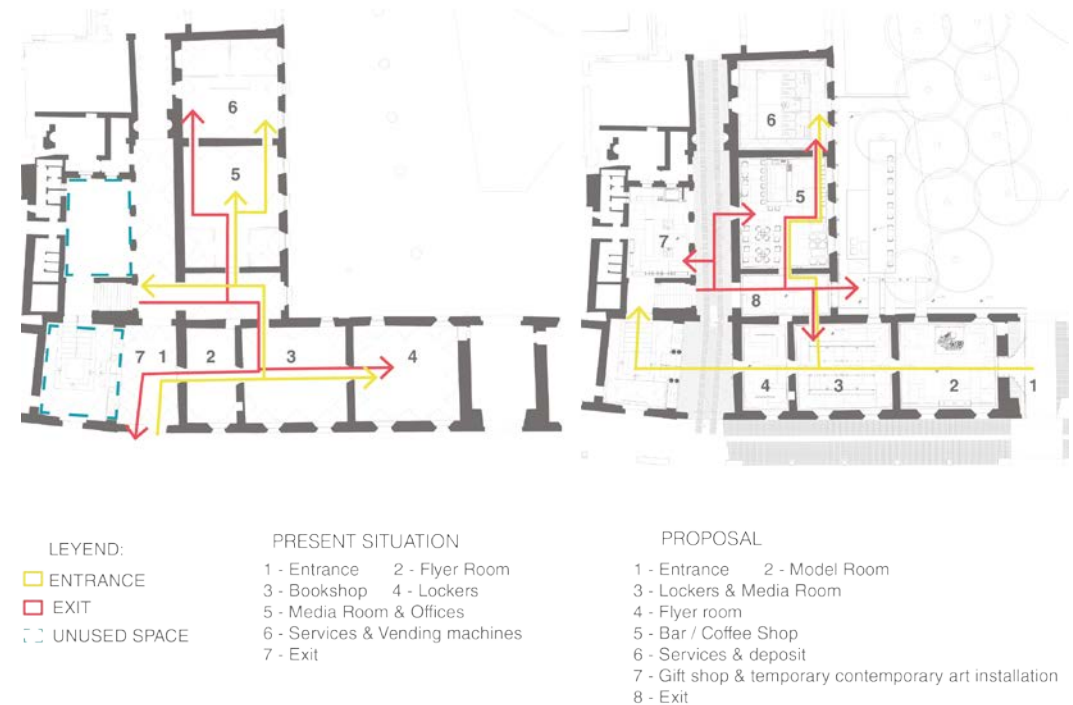 6
5
7 1 2 3 4
6
5
7
8
4 3 2 1
LEYEND:
ENTRANCE
EXIT
UNUSED SPACE
PRESENT SITUATION
1 - Entrance 2 - Flyer Room
3 - Bookshop 4 - Lockers
5 - Media Room & Offices
6 - Services & Vending machines
7 - Exit
PROPOSAL
1 - Entrance 2 - Model Room
3 - Lockers & Media Room
4 - Flyer room
5 - Bar / Coffee Shop
6 - Services & deposit
7 - Gift shop & temporary contemporary art installation
8 - Exit